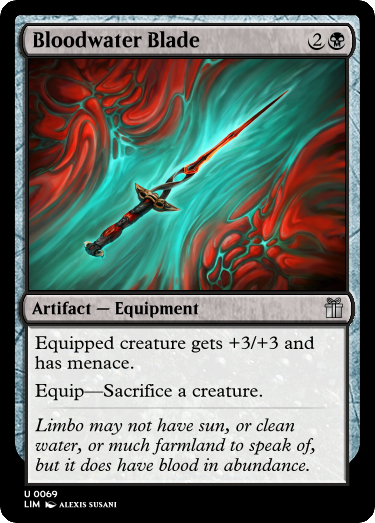 Bloodwater Blade 2
Artifact — Equipment
Equipped creature gets +3/+3 and
has menace.
Equip—Sacrifice a creature.
Limbo may not have sun, or clean
water, or much farmland to speak of,
but it does have blood in abundance.
U 0069
LIM ALEXIS SUSANI